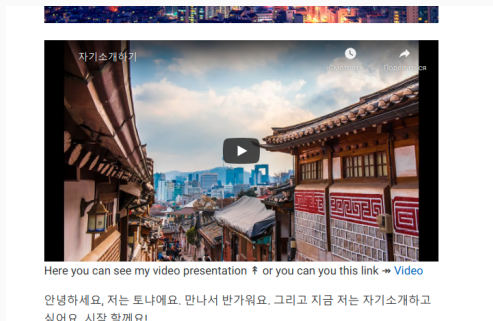 자기소개하기
Here you can see my video presentation ↟ or you can you this link ↠ Video
안녕하세요, 저는 토냐에요. 만나서 반가워요. 그리고 지금 저는 자기소개하고
싶어요. 시작 할께요!